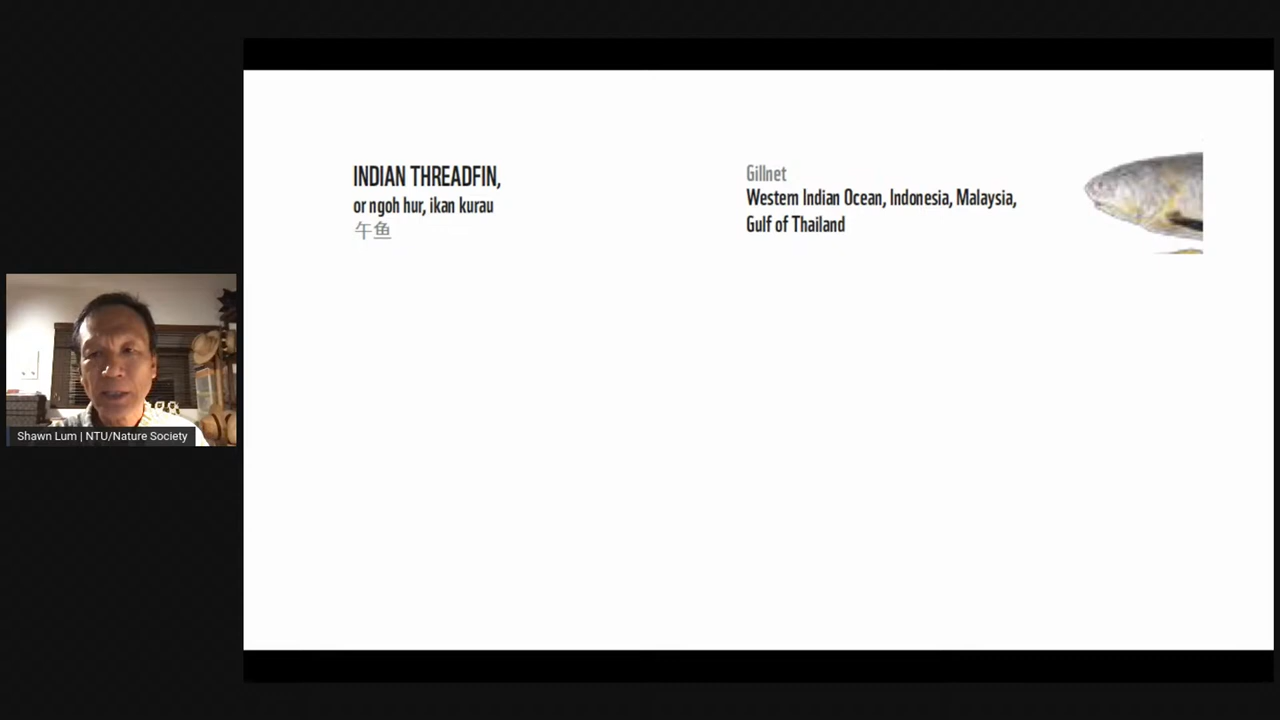 INDIAN THREADFIN,
or ngoh hur, ikan kurau
午鱼
Gillnet
Western Indian Ocean, Indonesia, Malaysia,
Gulf of Thailand
Shawn Lum | NTU/Nature Society